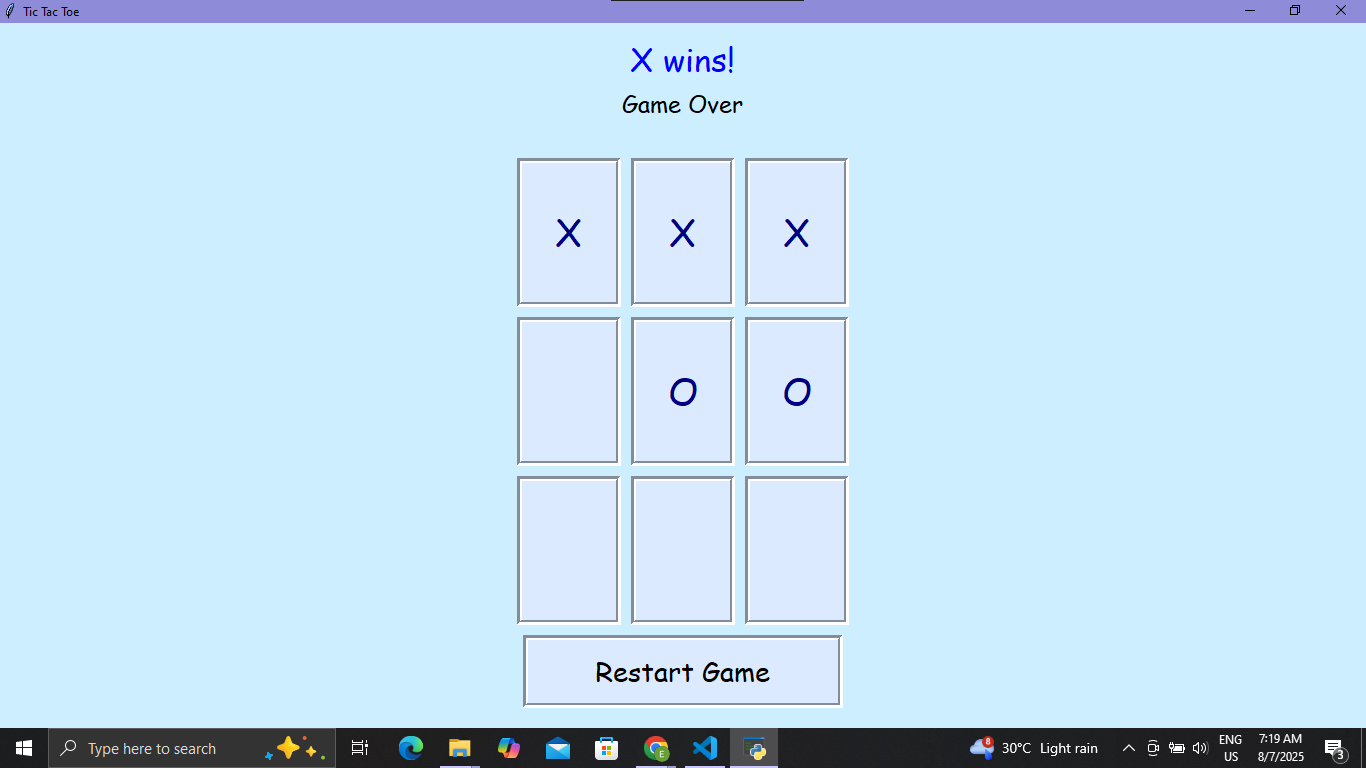 Tic Tac Toe
X wins!
Game Over
X X X
O O
Restart Game
Type here to search
8
30°C Light rain
ENG
US
7:19 AM
8/7/2025
3